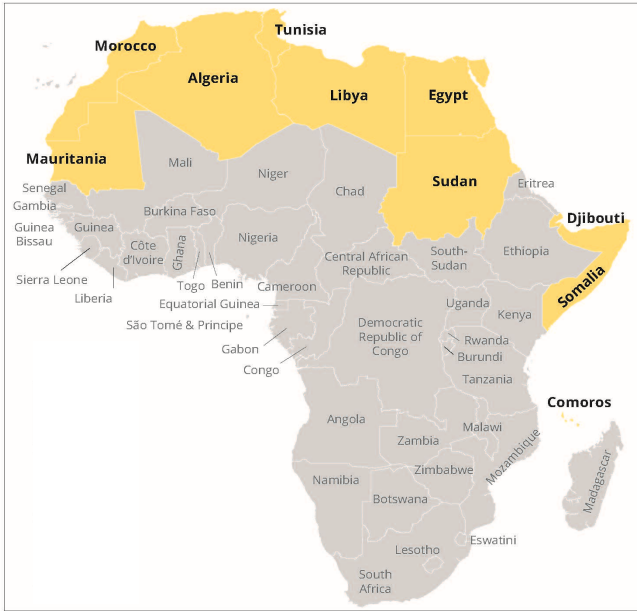 Tunisia
Morocco
Algeria
Libya
Egypt
Mauritania
Mali
Niger
Chad
Sudan
Eritrea
Senegal
Gambia
Guinea
Bissau
Guinea
Burkina Faso
Djibouti
Côte
d'Ivoire
Ghana
Nigeria
Central African
Republic
South-
Sudan
Ethiopia
Somalia
Sierra Leone
Liberia
Togo
Benin
Cameroon
Equatorial Guinea
São Tomé & Principe
Gabon
Congo
Democratic
Republic of
Congo
Uganda
Kenya
Rwanda
Burundi
Tanzania
Comoros
Angola
Zambia
Malawi
Mozambique
Madagascar
Zimbabwe
Namibia
Botswana
Eswatini
Lesotho
South
Africa